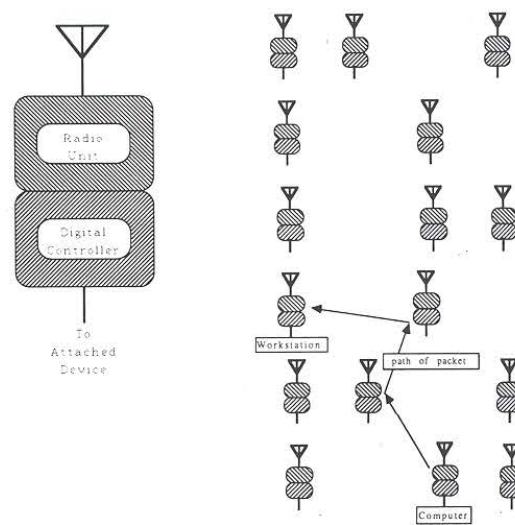 Radio
Unit
Digital
Controller
To
Attached
Device
Workstation
path of packet
Computer